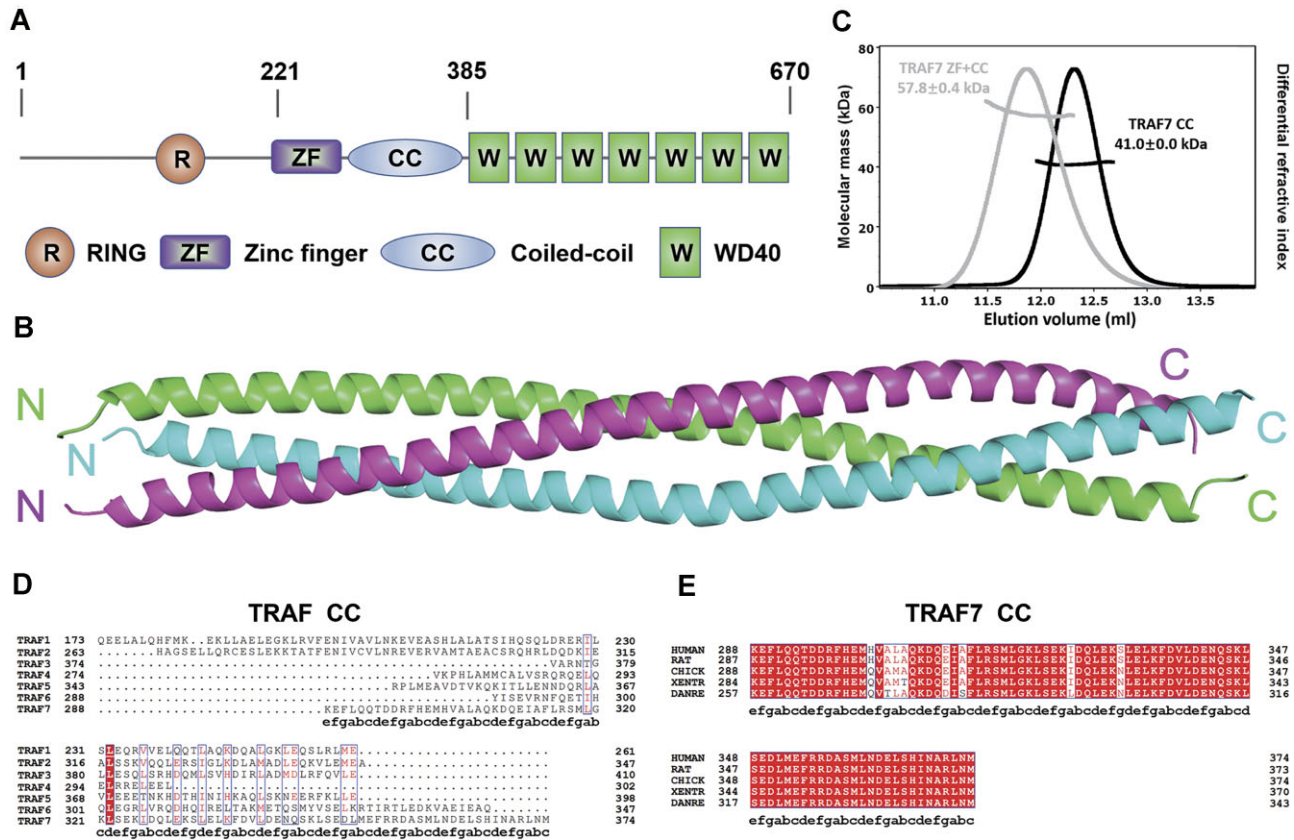 A
1
221
385
670
R ZF CC W W W W W W W
R RING ZF Zinc finger CC Coiled-coil W WD40
C
80
60
40
20
0
TRAF7 ZF+CC
57.8±0.4 kDa
TRAF7 CC
41.0±0.0 kDa
Molecular mass (kDa)
Differential refractive index
11.0 11.5 12.0 12.5 13.0 13.5
Elution volume (ml)
B
N
N
N
C
C
C
D
TRAF CC
TRAF1 173 QEELALQHFMK..EKLLAELEGKLRVFENIVAVLNKEVEASHLALATSIHQSQLDRERIL 230
TRAF2 263 .......HAGSELLQRCESLEKKTATFENIVCVLNREVERVAMTAEACSRQHRLDQDKIE 315
TRAF3 374 ......................................................VARNTG 379
TRAF4 274 ........................................VKPHLAMMCALVSRQRQELQ 293
TRAF5 343 ...................................RPLMEAVDTVKQKITLLENNDQRLA 367
TRAF6 288 ...............................................YISEVRNFQETIH 300
TRAF7 288 ...........................KEFLQQTDDRFHEMHVALAQKDQEIAFLRSMLG 320
efgabcdefgabcdefgabcdefgabcdefgab
TRAF1 231 SLEQRVVELQQTLAQKDQALGKLEQSLRLME....................... 261
TRAF2 316 ALSSKVQQLERSIGLKDLAMADLEQKVLEMEA...................... 347
TRAF3 380 SLESQLSRHDQMLSVHDIRLADMDLRFQVLE....................... 410
TRAF4 294 ELRRELEEL............................................. 302
TRAF5 368 VLEEETNKHDTHINIHKAQLSKNEERFKLLE....................... 398
TRAF6 301 QLEGRLVRQDHQIRELTAKMETQSMYVSELKRTIRTLEDKVAEIEAQ....... 347
TRAF7 321 KLSEKIDQLEKSLELKFDVLDENQSKLSEDLMEFRRDASMLNDELSHINARLNM 374
cdefgabcdefgdefgabcdefgabcdefgabcdefgabcdefgabcdefgabc
E
TRAF7 CC
HUMAN 288 KEFLQQTDDRFHEMHVALAQKDQEIAFLRSMLGKLSEKIDQLEKSLELKFDVLDENQSKL 347
RAT 287 KEFLQQTDDRFHEMHVALAQKDQEIAFLRSMLGKLSEKIDQLEKSLELKFDVLDENQSKL 346
CHICK 288 KEFLQQTDDRFHEMQVAMAQKDQEIAFLRSMLGKLSEKIDQLEKNLELKFDVLDENQSKL 347
XENTR 284 KEFLQQTDDRFHEMQVAMTQKDQEIAFLRSMLGKLSEKIDQLEKNLELKFDVLDENQSKL 343
DANRE 257 KEFLQQTDDRFHEMQVTLAQKDQDISFLRSMLGKLSEKLDQLEKNLELKFDVLDENQSKL 316
efgabcdefgabcdefgabcdefgabcdefgabcdefgabcdefgdefgabcdefgabcd
HUMAN 348 SEDLMEFRRDASMLNDELSHINARLNM 374
RAT 347 SEDLMEFRRDASMLNDELSHINARLNM 373
CHICK 348 SEDLMEFRRDASMLNDELSHINARLNM 374
XENTR 344 SEDLMEFRRDASMLNDELSHINARLNM 370
DANRE 317 SEDLMEFRRDASMLNDELSHINARLNM 343
efgabcdefgabcdefgabcdefgabc